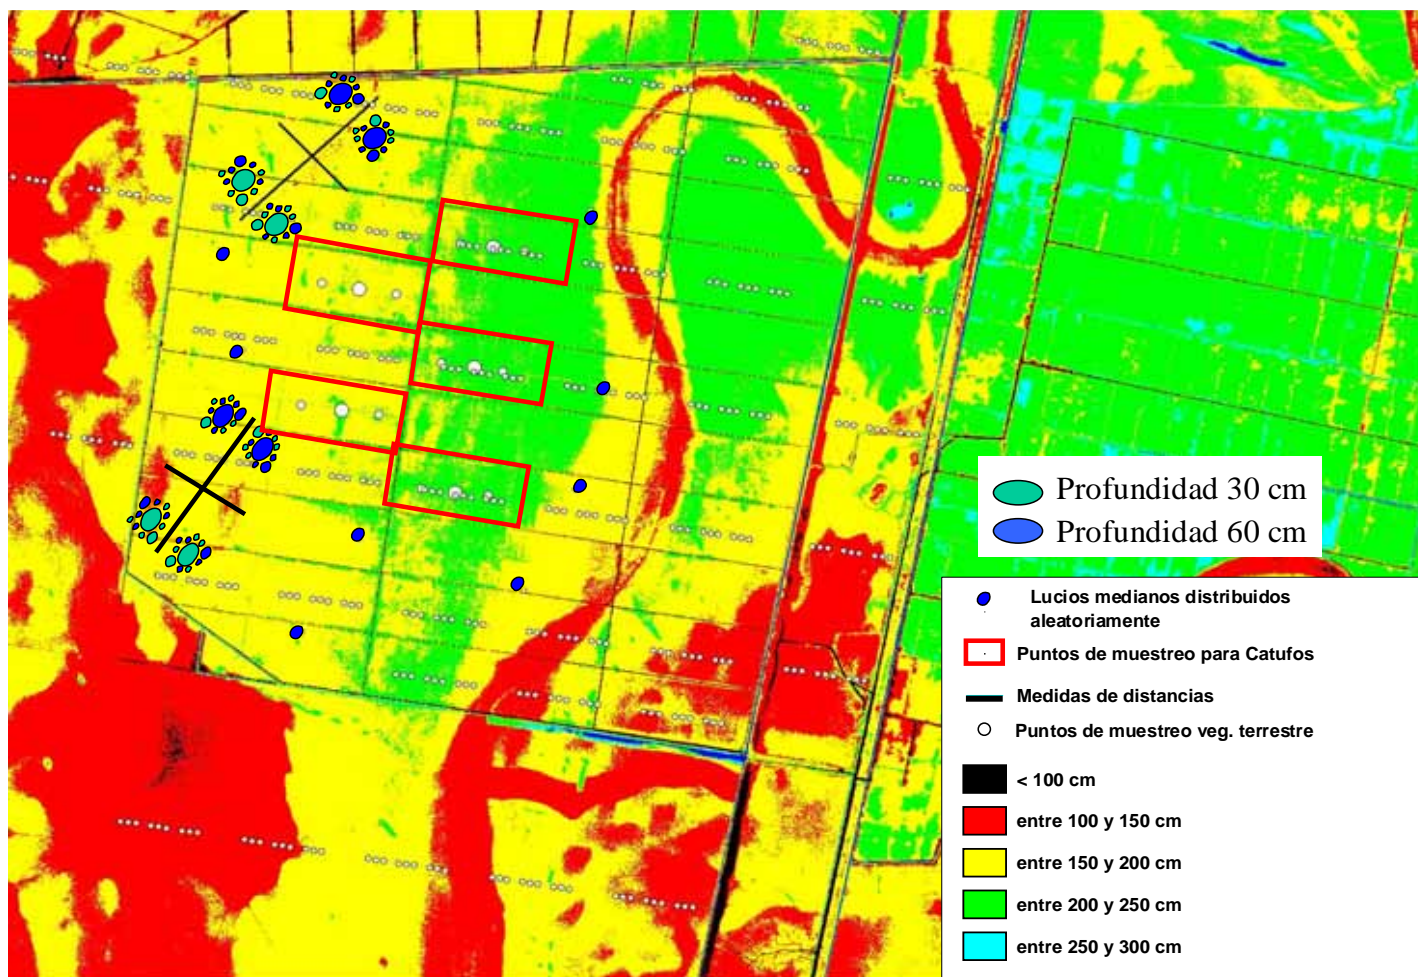 Profundidad 30 cm
Profundidad 60 cm
Lucios medianos distribuidos
aleatoriamente
Puntos de muestreo para Catufos
Medidas de distancias
Puntos de muestreo veg. terrestre
< 100 cm
entre 100 y 150 cm
entre 150 y 200 cm
entre 200 y 250 cm
entre 250 y 300 cm